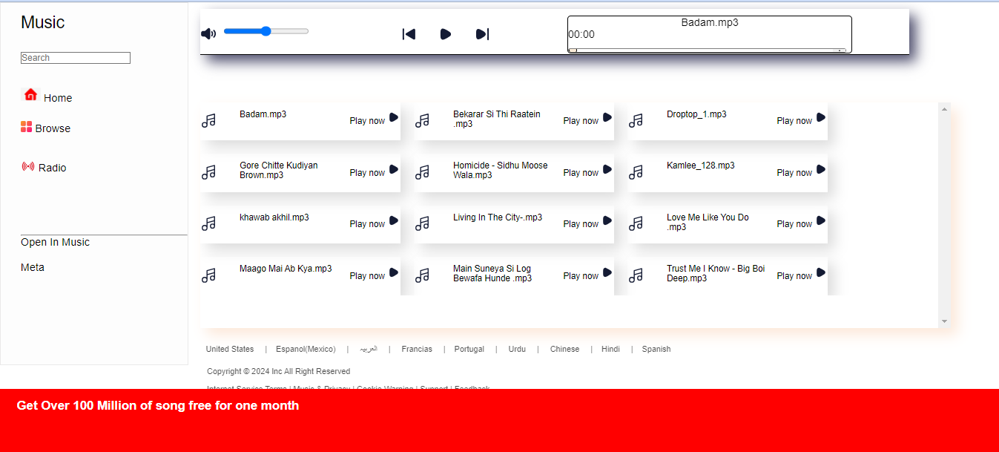 Music
Search
Home
Browse
Radio
Open In Music
Meta
Badam.mp3
00:00
Badam.mp3
Play now
Bekarar Si Thi Raatein
.mp3
Play now
Droptop_1.mp3
Play now
Gore Chitte Kudiyan
Brown.mp3
Play now
Homicide - Sidhu Moose
Wala.mp3
Play now
Kamlee_128.mp3
Play now
khawab akhil.mp3
Play now
Living In The City-.mp3
Play now
Love Me Like You Do
.mp3
Play now
Maago Mai Ab Kya.mp3
Play now
Main Suneya Si Log
Bewafa Hunde .mp3
Play now
Trust Me I Know - Big Boi
Deep.mp3
Play now
United States | Espanol(Mexico) | العربیہ | Francias | Portugal | Urdu | Chinese | Hindi | Spanish
Copyright © 2024 Inc All Right Reserved
Internet Service Terms | Music & Privacy | Cookie Warning | Support | Feedback
Get Over 100 Million of song free for one month